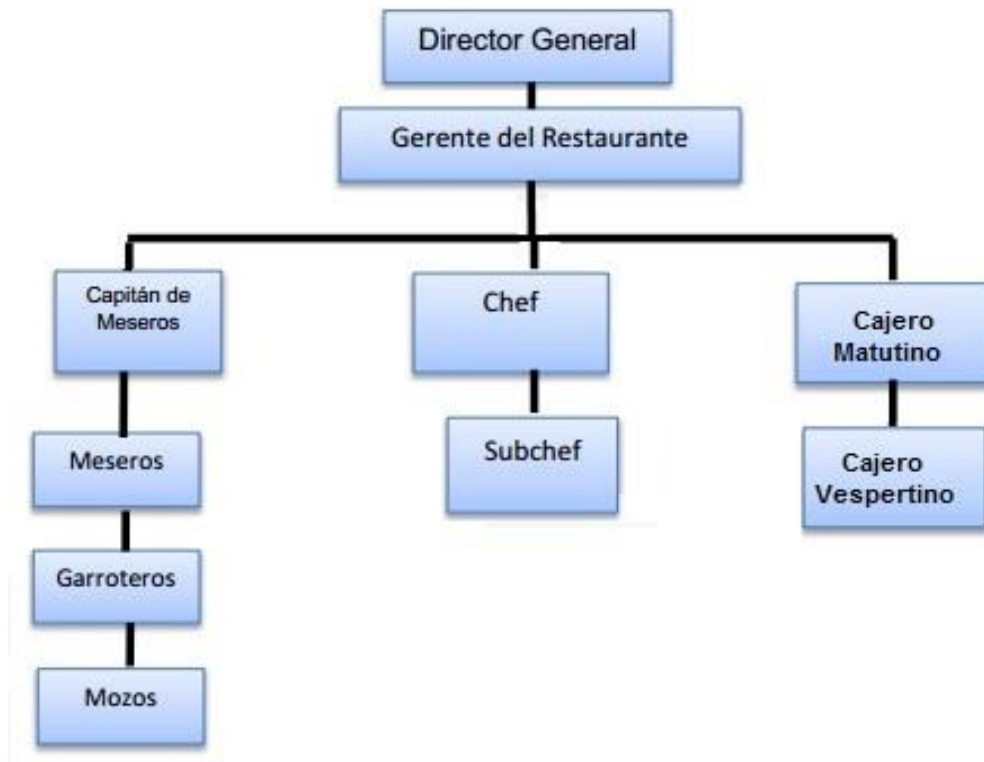 Director General
Gerente del Restaurante
Capitán de
Meseros
Chef
Cajero
Matutino
Meseros
Subchef
Cajero
Vespertino
Garroteros
Mozos